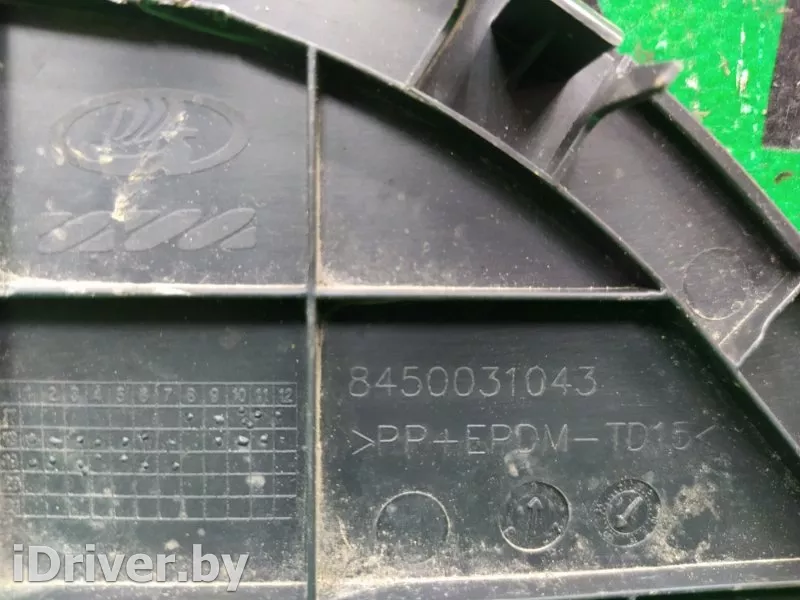 8450031043
>PP+EPDM-TD15<
1 2 3 4 5 6 7 8 9 10 11 12
iDriver.by